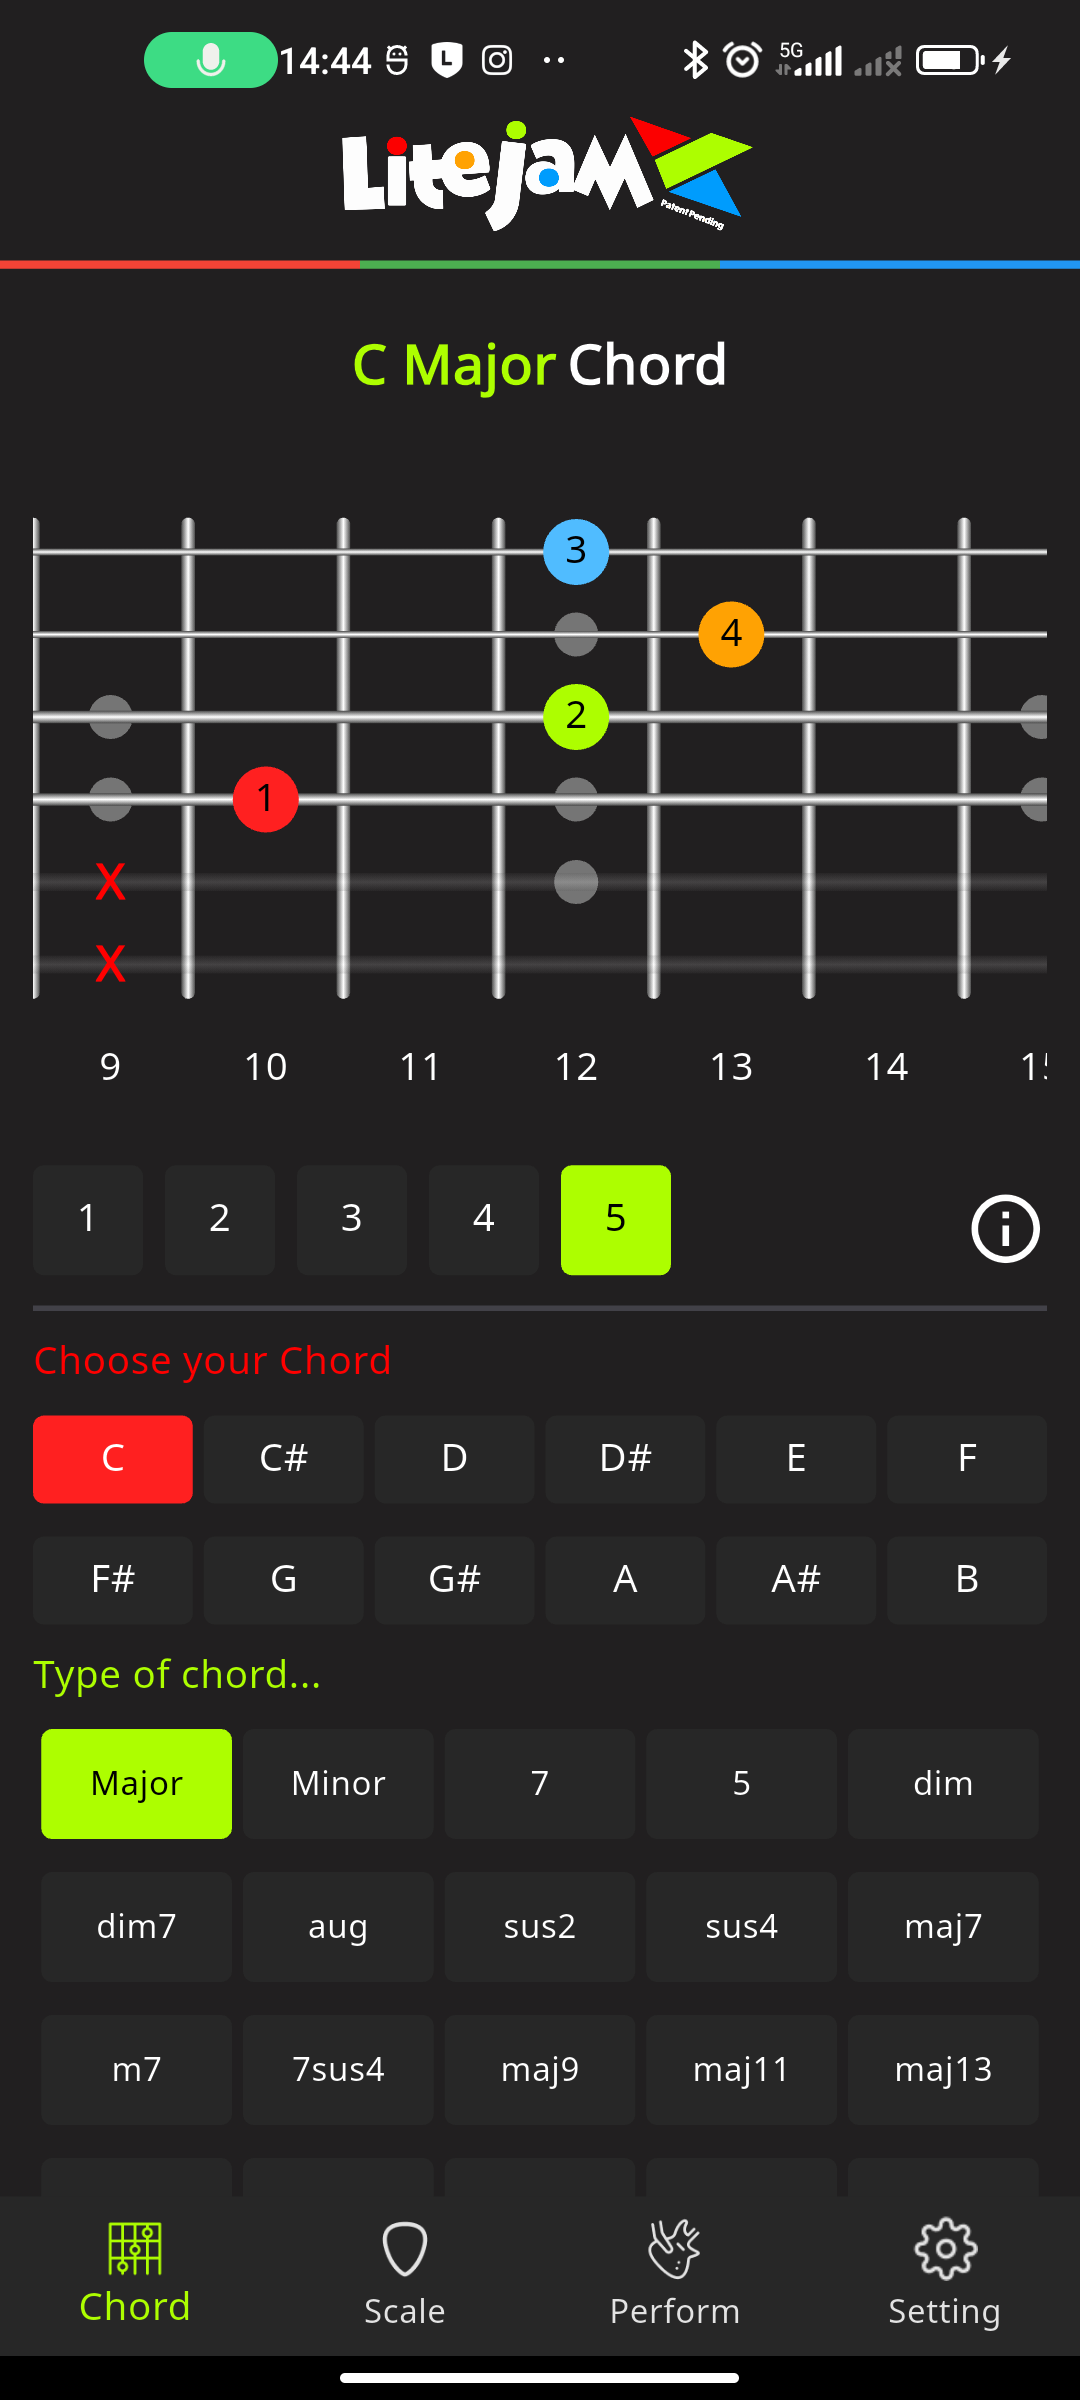 14:44
5G
Litejam
Patent Pending
C Major Chord
3
4
2
1
X
X
9 10 11 12 13 14
1 2 3 4 5
Choose your Chord
C C# D D# E F
F# G G# A A# B
Type of chord...
Major Minor 7 5 dim
dim7 aug sus2 sus4 maj7
m7 7sus4 maj9 maj11 maj13
Chord Scale Perform Setting